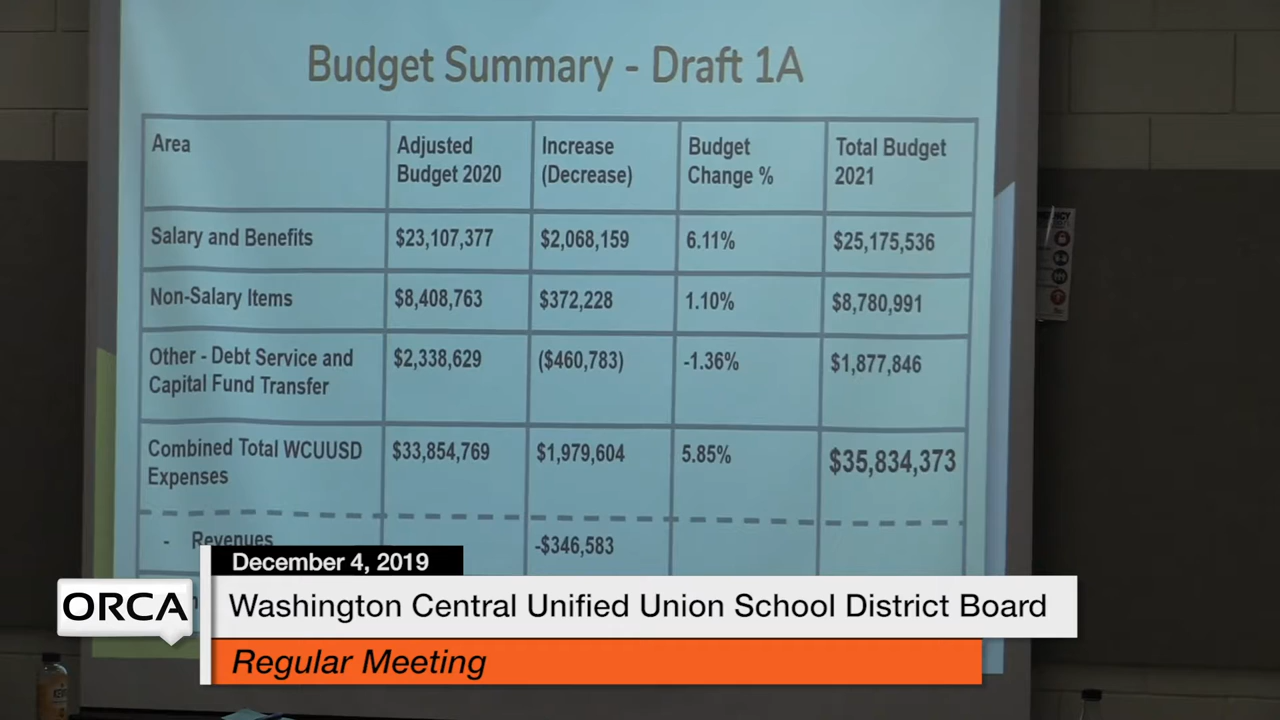 Budget Summary - Draft 1A
Area
Adjusted Budget 2020
Increase (Decrease)
Budget Change %
Total Budget 2021
Salary and Benefits
$23,107,377
$2,068,159
6.11%
$25,175,536
Non-Salary Items
$8,408,763
$372,228
1.10%
$8,780,991
Other - Debt Service and
Capital Fund Transfer
$2,338,629
($460,783)
-1.36%
$1,877,846
Combined Total WCUUSD
Expenses
$33,854,769
$1,979,604
5.85%
$35,834,373
- Revenues
-$346,583
December 4, 2019
ORCA
Washington Central Unified Union School District Board
Regular Meeting